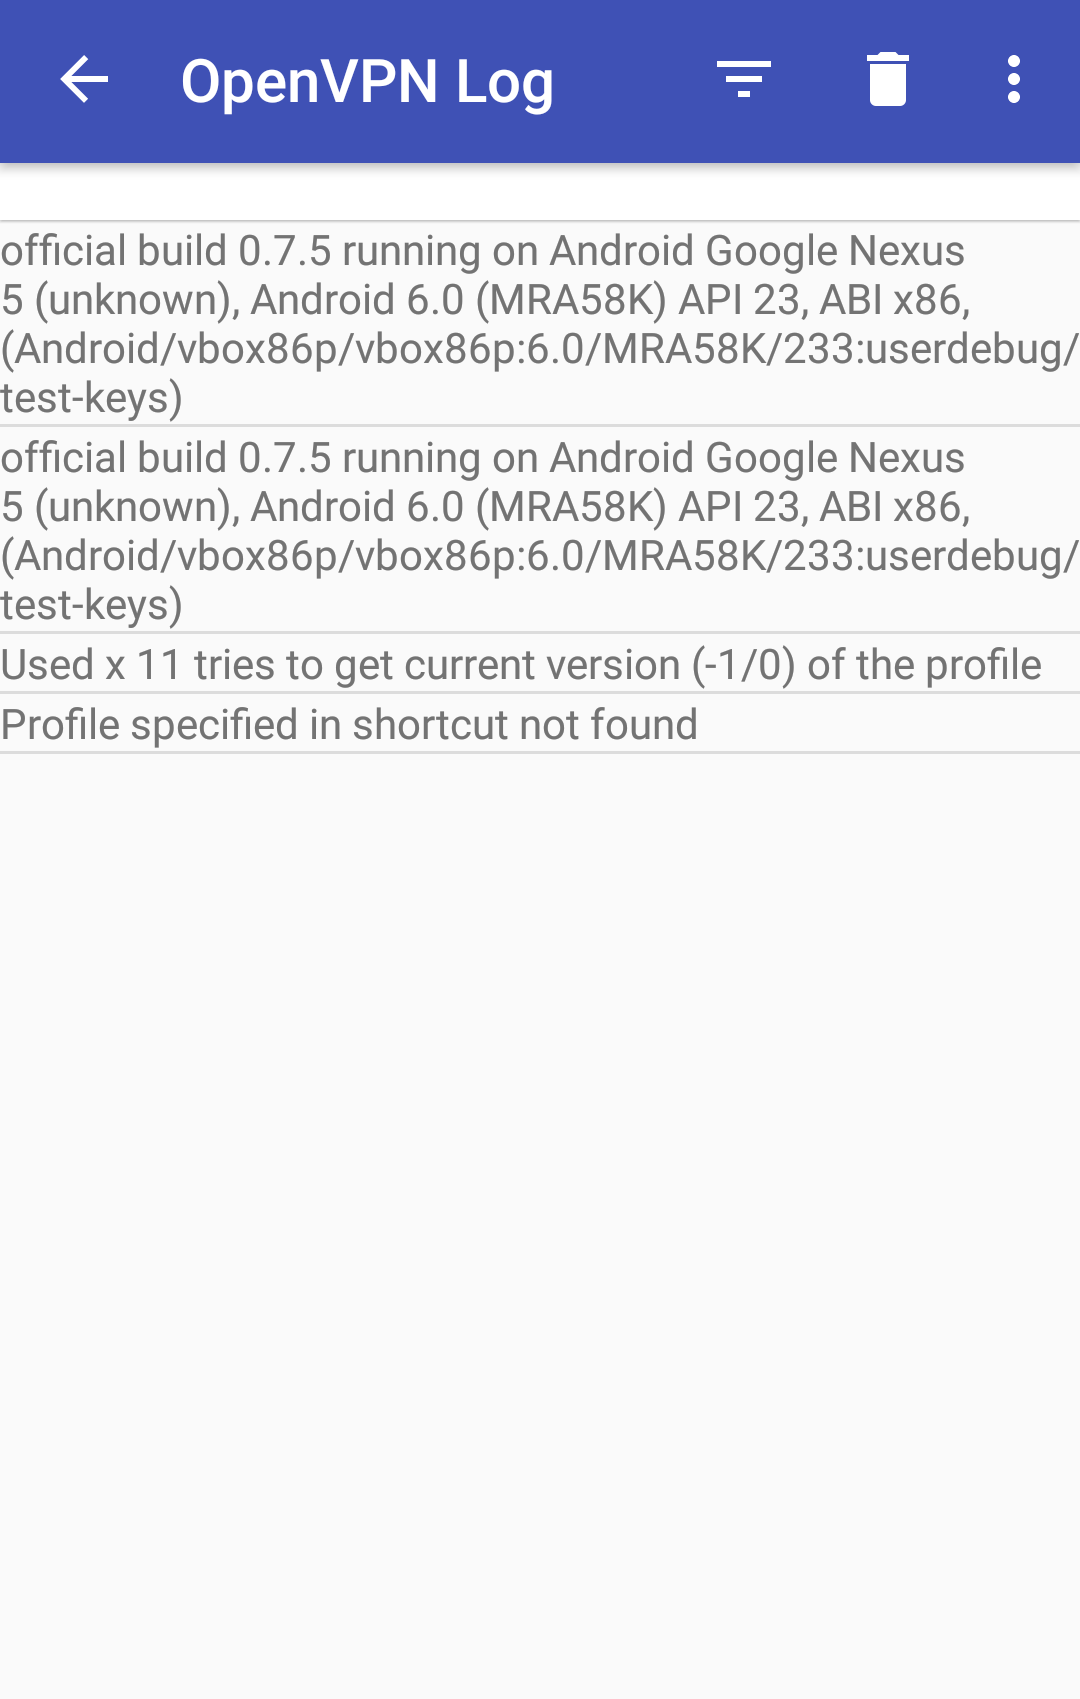 OpenVPN Log
official build 0.7.5 running on Android Google Nexus
5 (unknown), Android 6.0 (MRA58K) API 23, ABI x86,
(Android/vbox86p/vbox86p:6.0/MRA58K/233:userdebug/
test-keys)
official build 0.7.5 running on Android Google Nexus
5 (unknown), Android 6.0 (MRA58K) API 23, ABI x86,
(Android/vbox86p/vbox86p:6.0/MRA58K/233:userdebug/
test-keys)
Used x 11 tries to get current version (-1/0) of the profile
Profile specified in shortcut not found